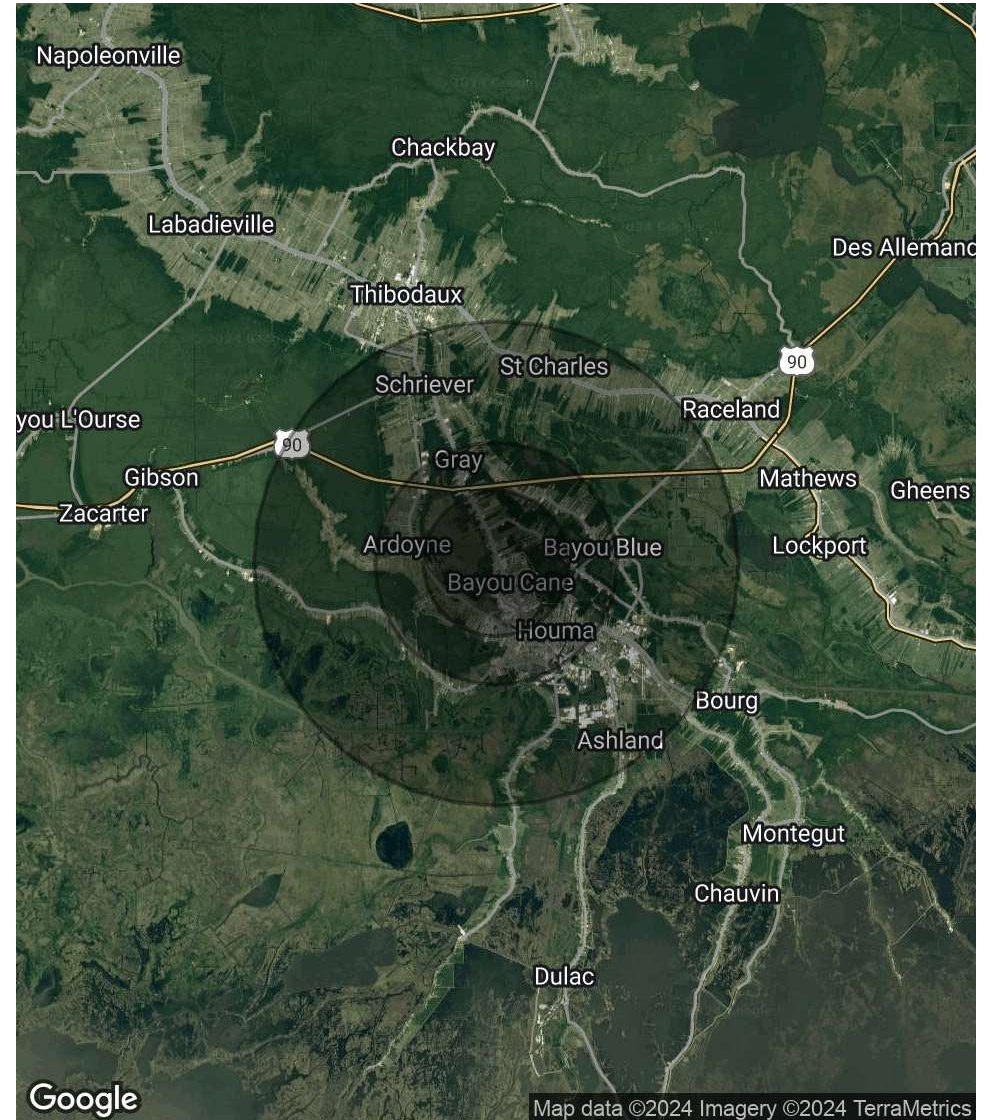 Napoleonville
Chackbay
Labadieville
Des Allemand
Thibodaux
90
St Charles
Schriever
Raceland
you L'Ourse
90
Gray
Gibson
Mathews
Gheens
Zacarter
Ardoyne
Bayou Blue
Lockport
Bayou Cane
Houma
Bourg
Ashland
Montegut
Chauvin
Dulac
Google
Map data ©2024 Imagery ©2024 TerraMetrics